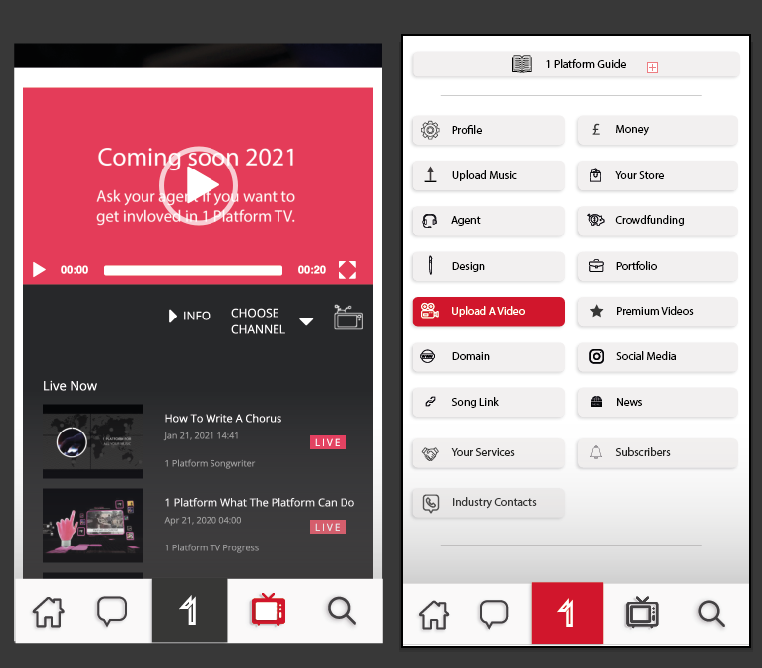 Coming soon 2021
Ask your agent if you want to
get invloved in 1 Platform TV.
00:00
00:20
INFO
CHOOSE
CHANNEL
Live Now
How To Write A Chorus
Jan 21, 2021 14:41
LIVE
1 Platform Songwriter
1 Platform What The Platform Can Do
Apr 21, 2020 04:00
LIVE
1 Platform TV Progress
1
1 Platform Guide
Profile
Money
Upload Music
Your Store
Agent
Crowdfunding
Design
Portfolio
Upload A Video
Premium Videos
Domain
Social Media
Song Link
News
Your Services
Subscribers
Industry Contacts
1